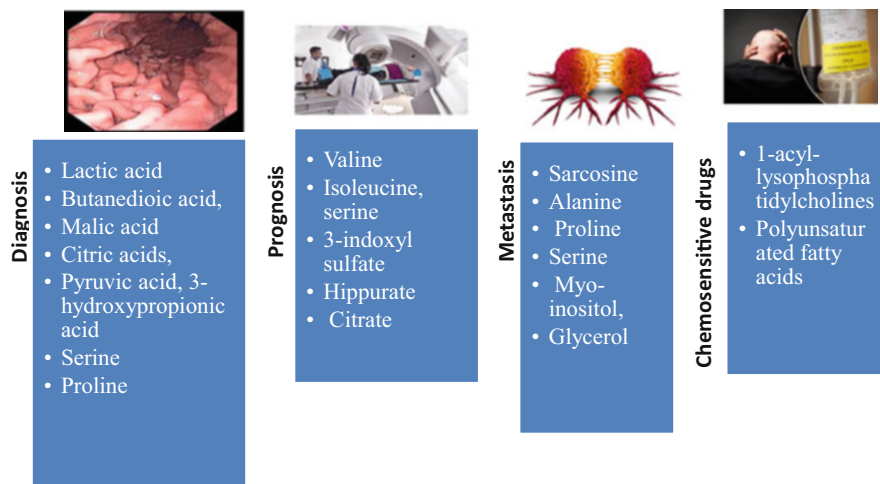 Diagnosis
• Lactic acid
• Butanedioic acid,
• Malic acid
• Citric acids,
• Pyruvic acid, 3-
hydroxypropionic
acid
• Serine
• Proline
Prognosis
• Valine
• Isoleucine,
serine
• 3-indoxyl
sulfate
• Hippurate
• Citrate
Metastasis
• Sarcosine
• Alanine
• Proline
• Serine
• Myo-
inositol,
• Glycerol
Chemosensitive drugs
• 1-acyl-
lysophospha
tidylcholines
• Polyunsatur
ated fatty
acids